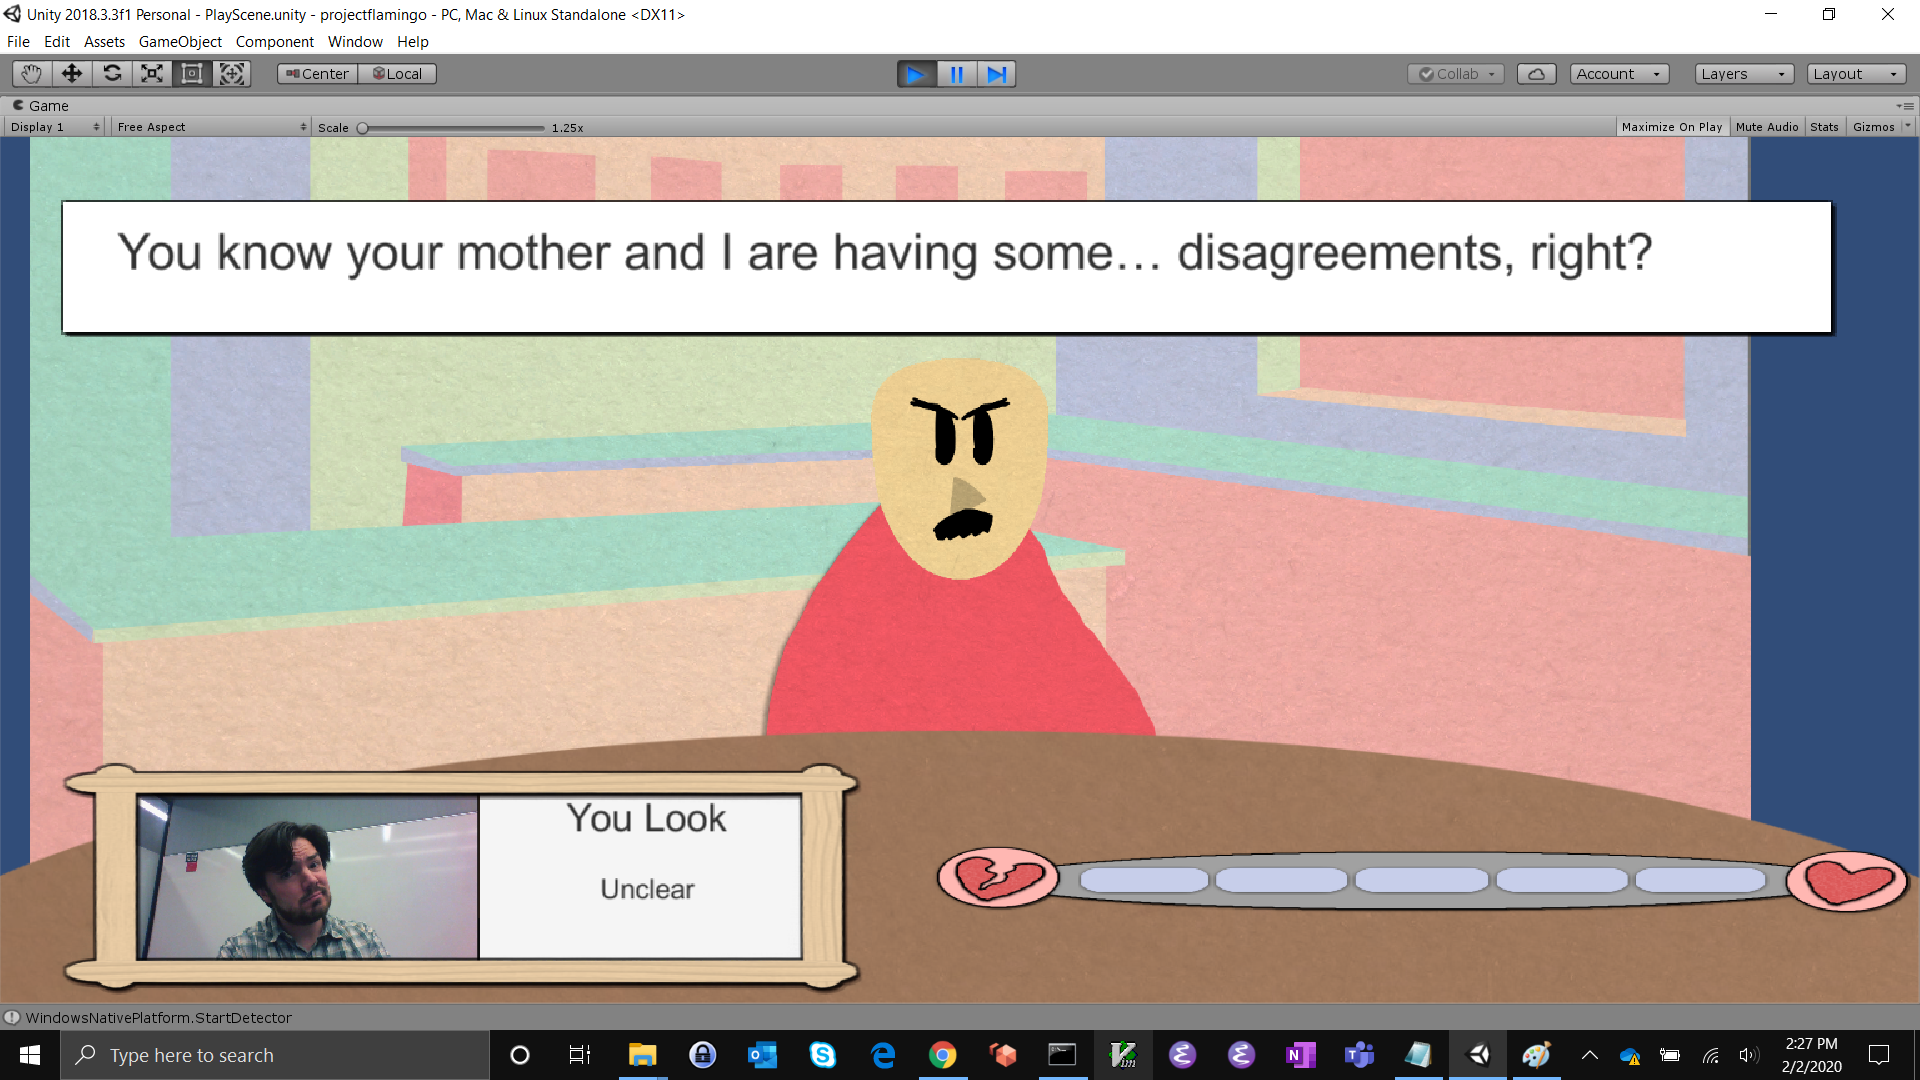 Unity 2018.3.3f1 Personal - PlayScene.unity - projectflamingo - PC, Mac & Linux Standalone <DX11>
File Edit Assets GameObject Component Window Help
Center Local Collab Account Layers Layout
Game
Display 1 Free Aspect Scale 1.25x Maximize On Play Mute Audio Stats Gizmos
You know your mother and I are having some… disagreements, right?
You Look
Unclear
WindowsNativePlatform.StartDetector
Type here to search
2:27 PM
2/2/2020